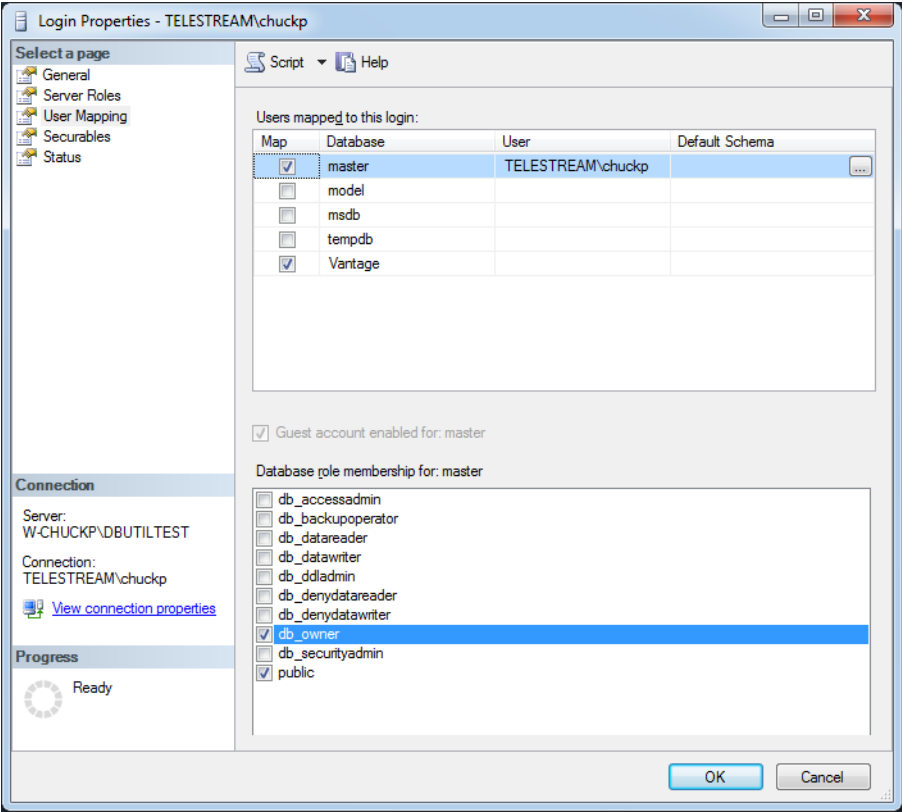 Login Properties - TELESTREAM\chuckp
Select a page
General
Server Roles
User Mapping
Securables
Status
Script Help
Users mapped to this login:
Map Database User Default Schema
master TELESTREAM\chuckp ...
model
msdb
tempdb
Vantage
Guest account enabled for: master
Database role membership for: master
db_accessadmin
db_backupoperator
db_datareader
db_datawriter
db_ddladmin
db_denydatareader
db_denydatawriter
db_owner
db_securityadmin
public
Connection
Server:
W-CHUCKP\DBUTILTEST
Connection:
TELESTREAM\chuckp
View connection properties
Progress
Ready
OK Cancel